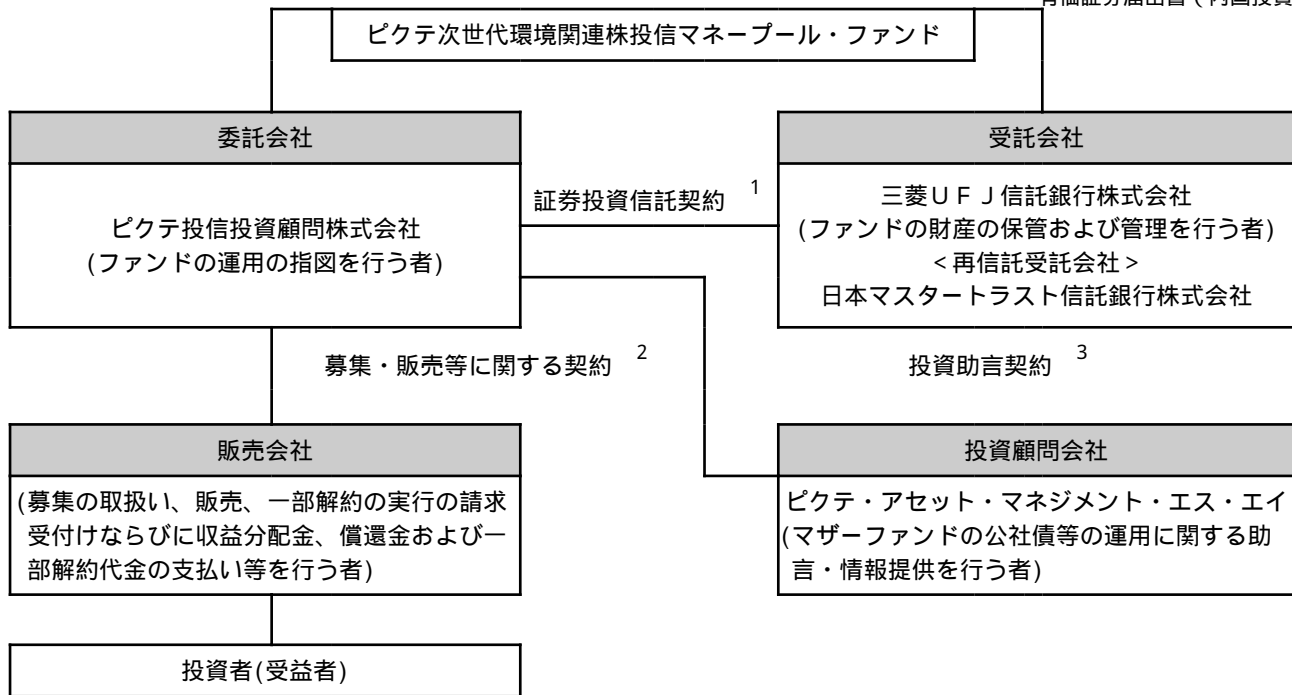 ピクテ次世代環境関連株投信マネープール・ファンド
委託会社
ピクテ投信投資顧問株式会社
(ファンドの運用の指図を行う者)
証券投資信託契約 1
受託会社
三菱ＵＦＪ信託銀行株式会社
(ファンドの財産の保管および管理を行う者)
<再信託受託会社>
日本マスタートラスト信託銀行株式会社
募集・販売等に関する契約 2
投資助言契約 3
販売会社
(募集の取扱い、販売、一部解約の実行の請求
受付けならびに収益分配金、償還金および一
部解約代金の支払い等を行う者)
投資顧問会社
ピクテ・アセット・マネジメント・エス・エイ
(マザーファンドの公社債等の運用に関する助
言・情報提供を行う者)
投資者(受益者)